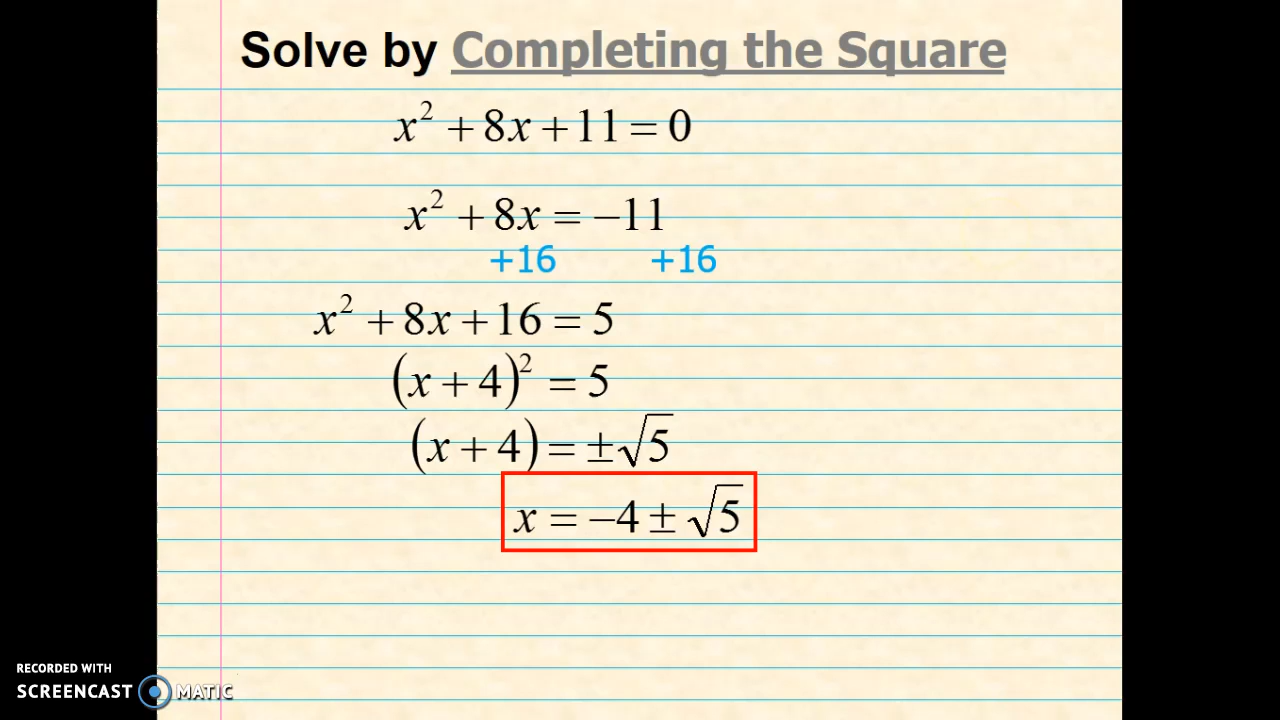 Solve by Completing the Square
x² + 8x + 11 = 0
x² + 8x = −11
+16 +16
x² + 8x + 16 = 5
(x + 4)² = 5
(x + 4) = ±√5
x = −4 ± √5
RECORDED WITH
SCREENCAST MATIC